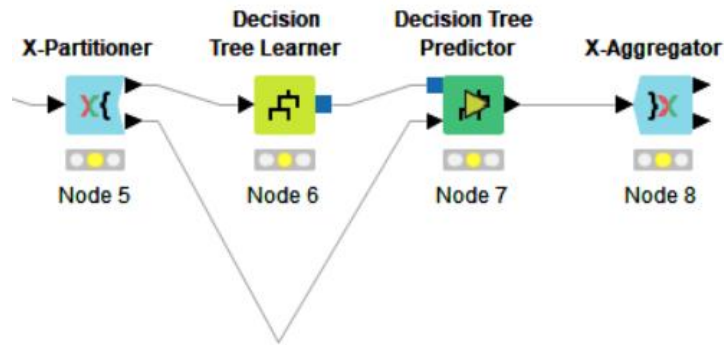 Decision
Decision Tree
X-Partitioner
Tree Learner
Predictor
X-Aggregator
X{
}X
Node 5
Node 6
Node 7
Node 8